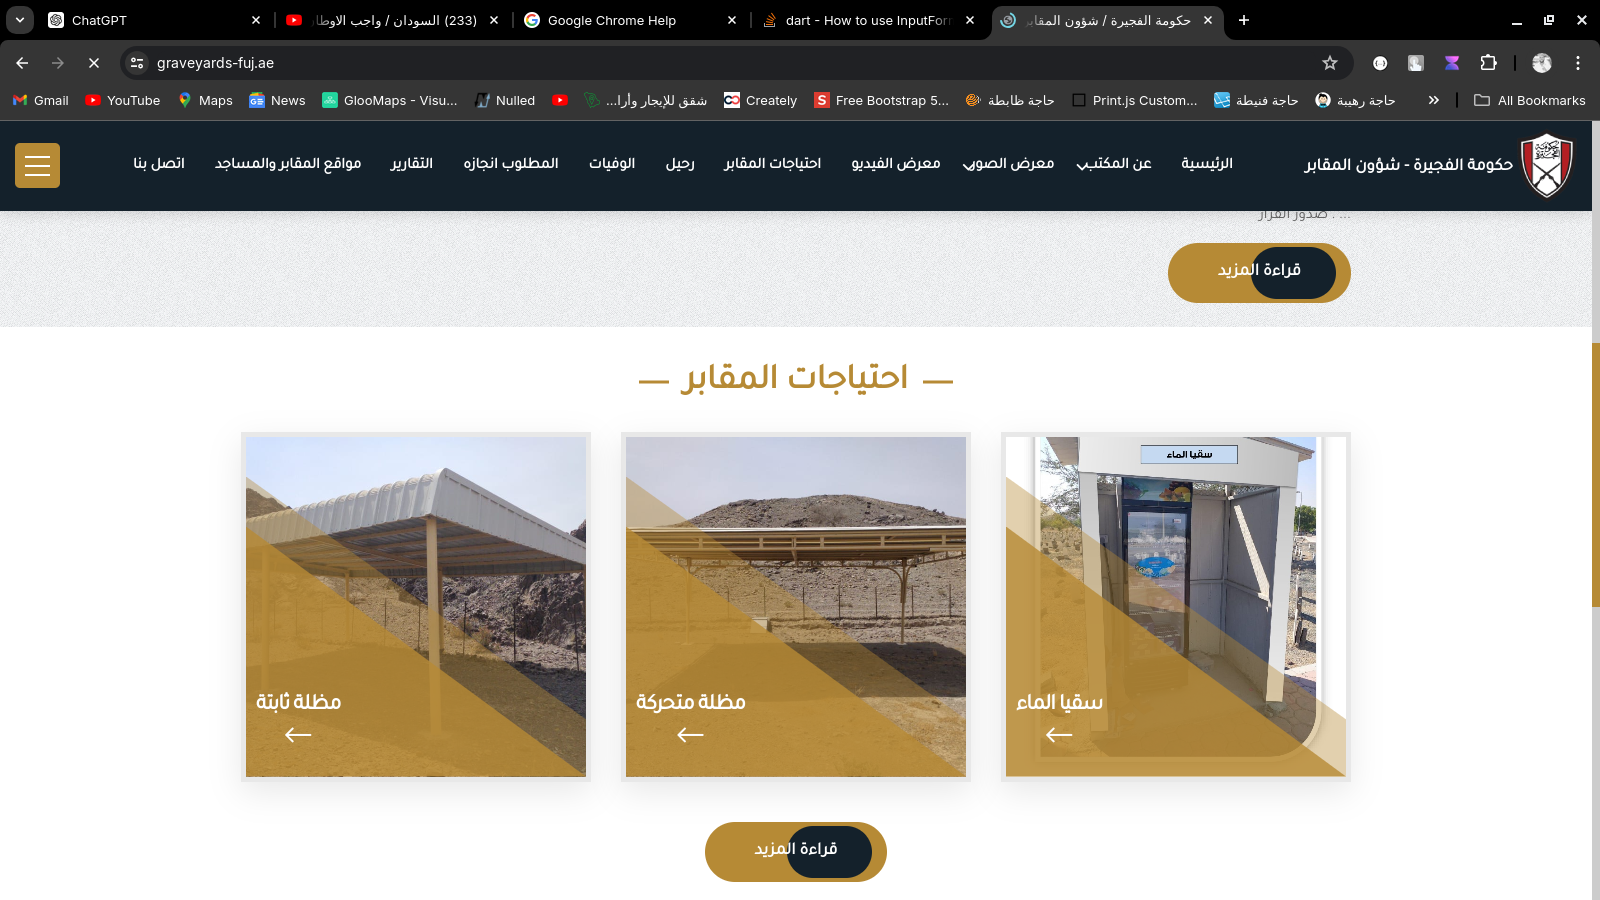 ChatGPT
(233) السودان / واجب الاوطا
Google Chrome Help
dart - How to use InputFor
حكومة الفجيرة / شؤون المقاب
graveyards-fuj.ae
Gmail
YouTube
Maps
News
GlooMaps - Visu...
Nulled
شقق للإيجار وأرا...
Creately
Free Bootstrap 5...
حاجة ظابطة
Print.js Custom...
حاجة فنيطة
حاجة رهيبة
All Bookmarks
حكومة الفجيرة - شؤون المقابر
الرئيسية
عن المكتب
معرض الصور
معرض الفيديو
احتياجات المقابر
رحيل
الوفيات
المطلوب انجازه
التقارير
مواقع المقابر والمساجد
اتصل بنا
... . صدور القرار
قراءة المزيد
احتياجات المقابر
سقيا الماء
سقيا الماء
مظلة متحركة
مظلة ثابتة
قراءة المزيد